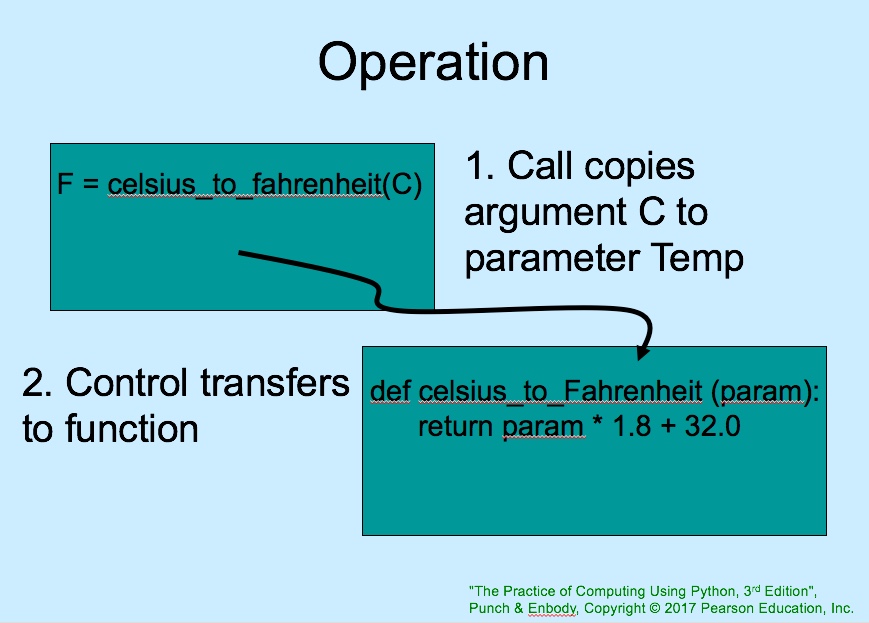 Operation
F = celsius_to_fahrenheit(C)
1. Call copies
argument C to
parameter Temp
2. Control transfers
to function
def celsius_to_Fahrenheit (param):
return param * 1.8 + 32.0
"The Practice of Computing Using Python, 3rd Edition",
Punch & Enbody, Copyright © 2017 Pearson Education, Inc.